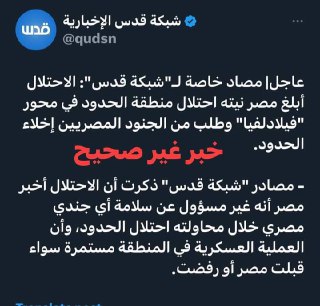 شبكة قدس الإخبارية
@qudsn
قدس
عاجل| مصاد خاصة لـ"شبكة قدس": الاحتلال
أبلغ مصر نيته احتلال منطقة الحدود في محور
"فيلادلفيا" وطلب من الجنود المصريين إخلاء
الحدود.
خبر غير صحيح
- مصادر "شبكة قدس" ذكرت أن الاحتلال أخبر
مصر أنه غير مسؤول عن سلامة أي جندي
مصري خلال محاولته احتلال الحدود، وأن
العملية العسكرية في المنطقة مستمرة سواء
قبلت مصر أو رفضت.
Translate post